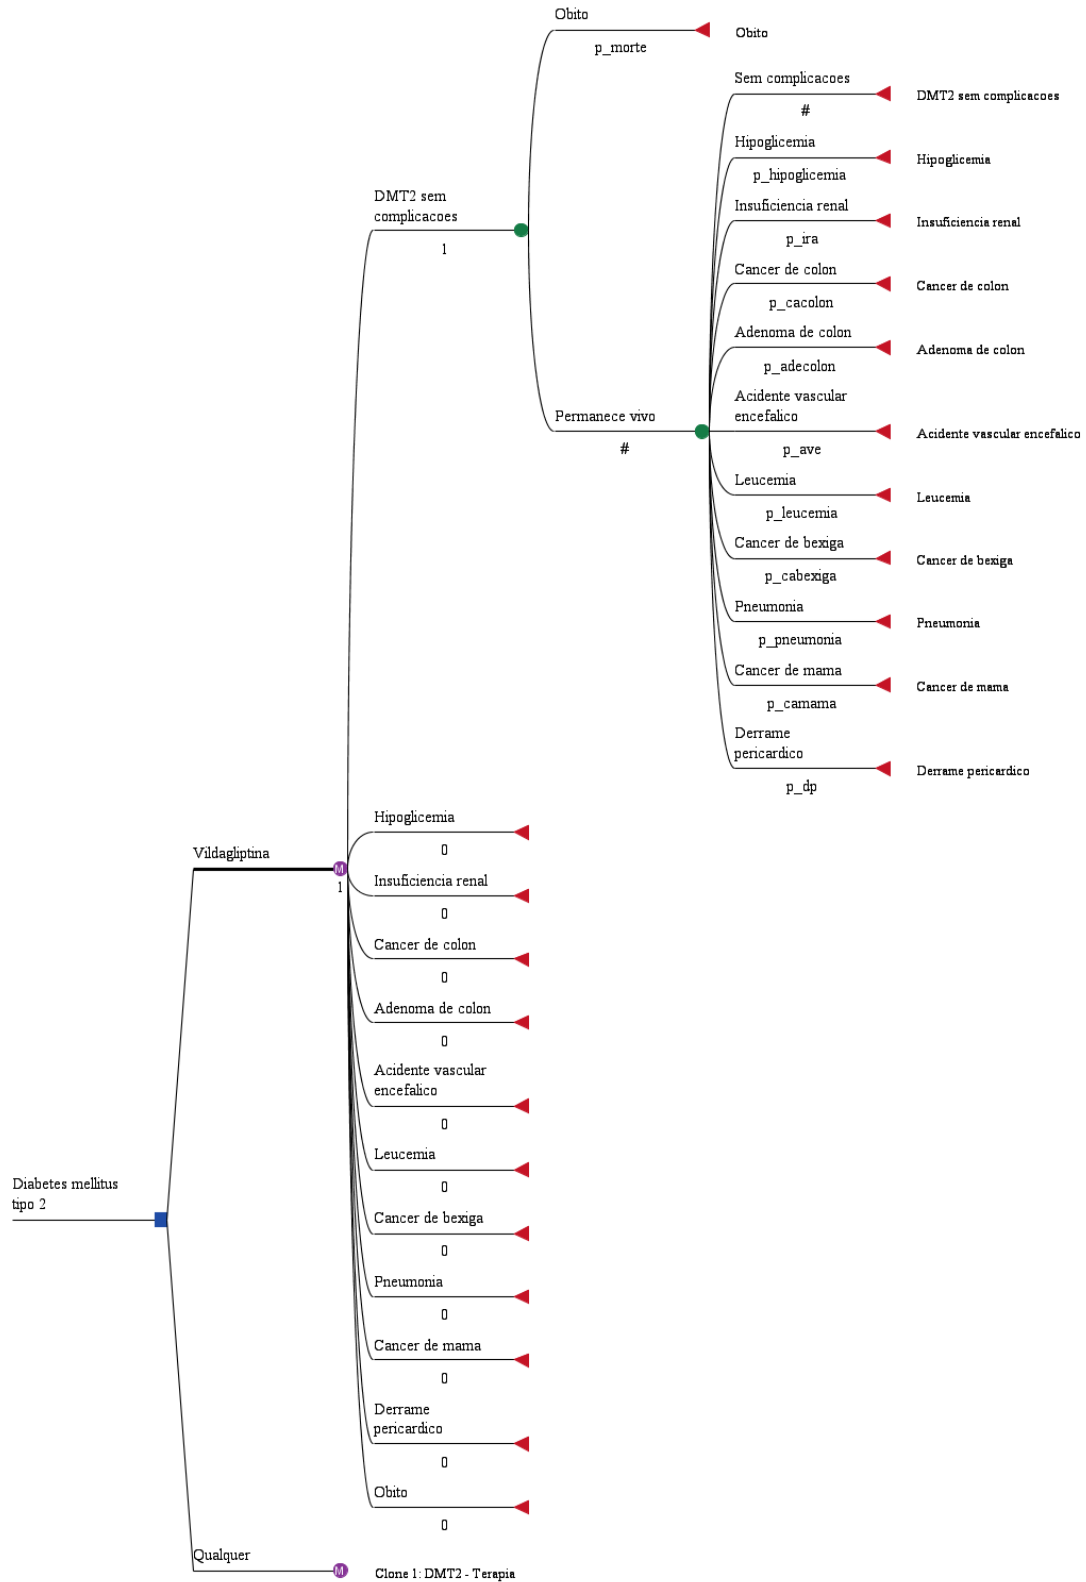 Obito
p_morte
Obito
Sem complicacoes
#
DMT2 sem complicacoes
Hipoglicemia
p_hipoglicemia
Hipoglicemia
DMT2 sem
complicacoes
1
Insuficiencia renal
p_ira
Insuficiencia renal
Cancer de colon
p_cacolon
Cancer de colon
Adenoma de colon
p_adecolon
Adenoma de colon
Permanece vivo
#
Acidente vascular
encefalico
p_ave
Acidente vascular encefalico
Leucemia
p_leucemia
Leucemia
Cancer de bexiga
p_cabexiga
Cancer de bexiga
Pneumonia
p_pneumonia
Pneumonia
Cancer de mama
p_camama
Cancer de mama
Derrame
pericardico
p_dp
Derrame pericardico
Vildagliptina
M
1
Hipoglicemia
0
Insuficiencia renal
0
Cancer de colon
0
Adenoma de colon
0
Acidente vascular
encefalico
0
Leucemia
0
Diabetes mellitus
tipo 2
Cancer de bexiga
0
Pneumonia
0
Cancer de mama
0
Derrame
pericardico
0
Obito
0
Qualquer
M
Clone 1: DMT2 - Terapia